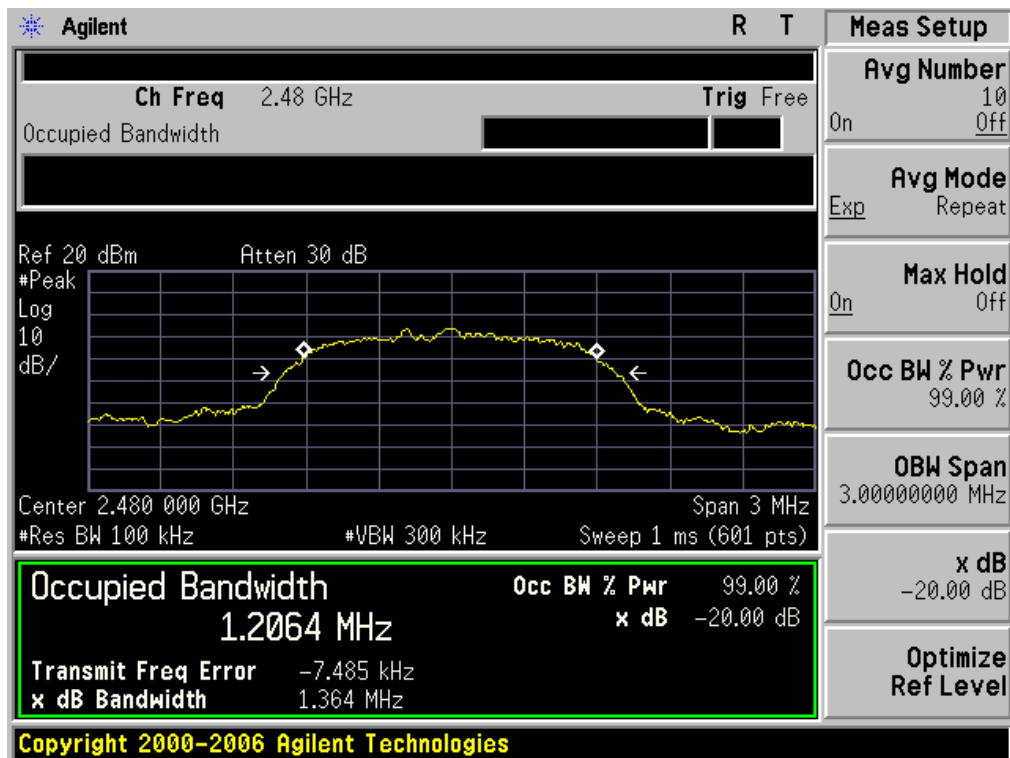 Agilent R T
Ch Freq 2.48 GHz Trig Free
Occupied Bandwidth
Ref 20 dBm Atten 30 dB
#Peak
Log
10
dB/
Center 2.480 000 GHz Span 3 MHz
#Res BW 100 kHz #VBW 300 kHz Sweep 1 ms (601 pts)
Occupied Bandwidth Occ BW % Pwr 99.00 %
1.2064 MHz x dB -20.00 dB
Transmit Freq Error -7.485 kHz
x dB Bandwidth 1.364 MHz
Copyright 2000-2006 Agilent Technologies
Meas Setup
Avg Number
10
On Off
Avg Mode
Exp Repeat
Max Hold
On Off
Occ BW % Pwr
99.00 %
OBW Span
3.00000000 MHz
x dB
-20.00 dB
Optimize
Ref Level